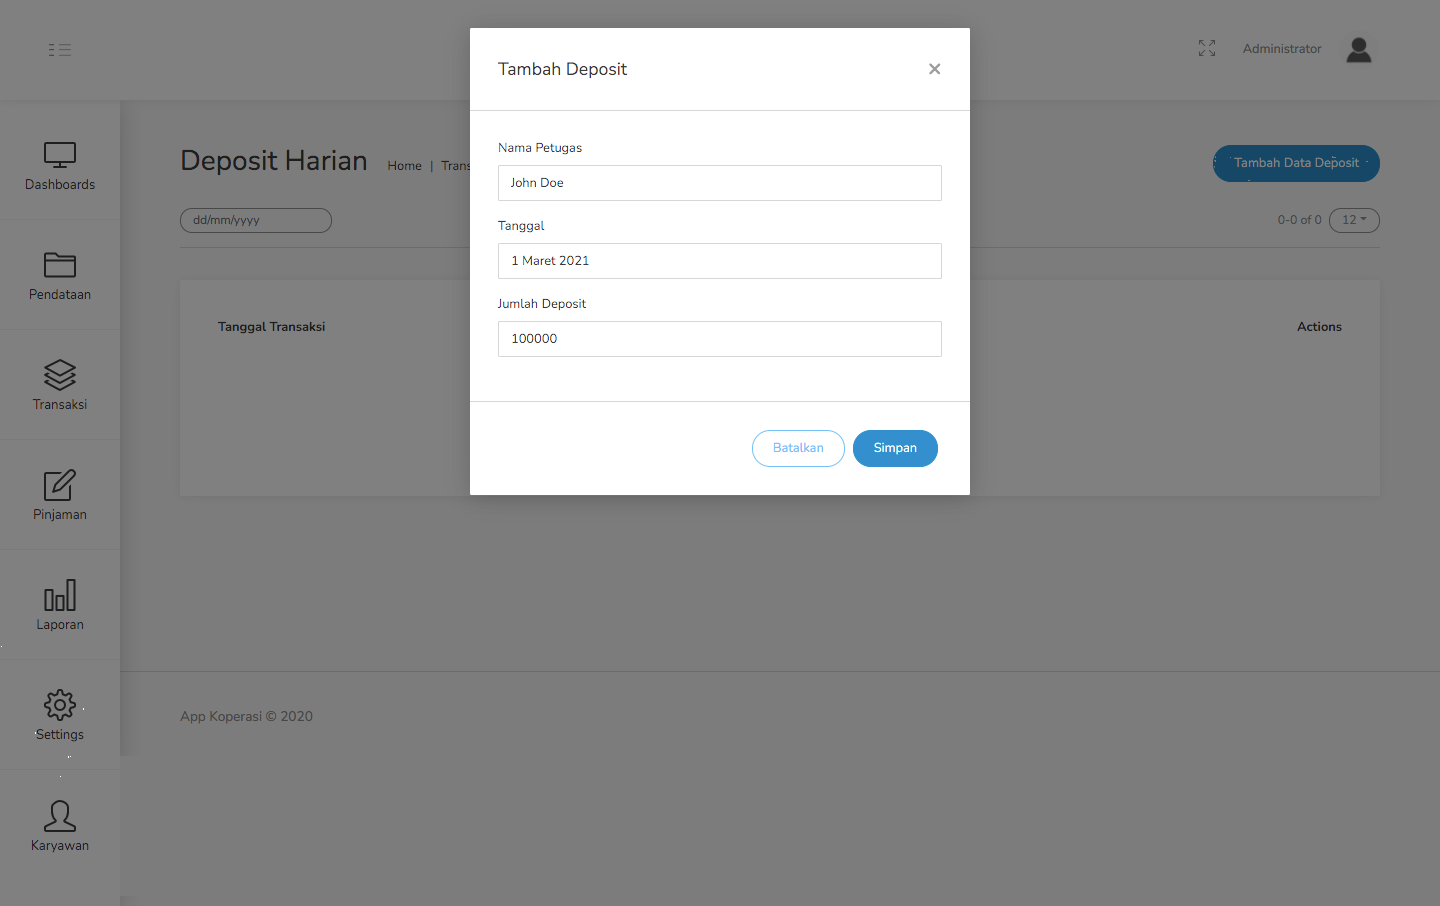 Administrator
Tambah Deposit
×
Nama Petugas
John Doe
Tanggal
1 Maret 2021
Jumlah Deposit
100000
Batalkan
Simpan
Deposit Harian
Home | Trans
Tambah Data Deposit
dd/mm/yyyy
0-0 of 0
12
Tanggal Transaksi
Actions
Dashboards
Pendataan
Transaksi
Pinjaman
Laporan
Settings
Karyawan
App Koperasi © 2020